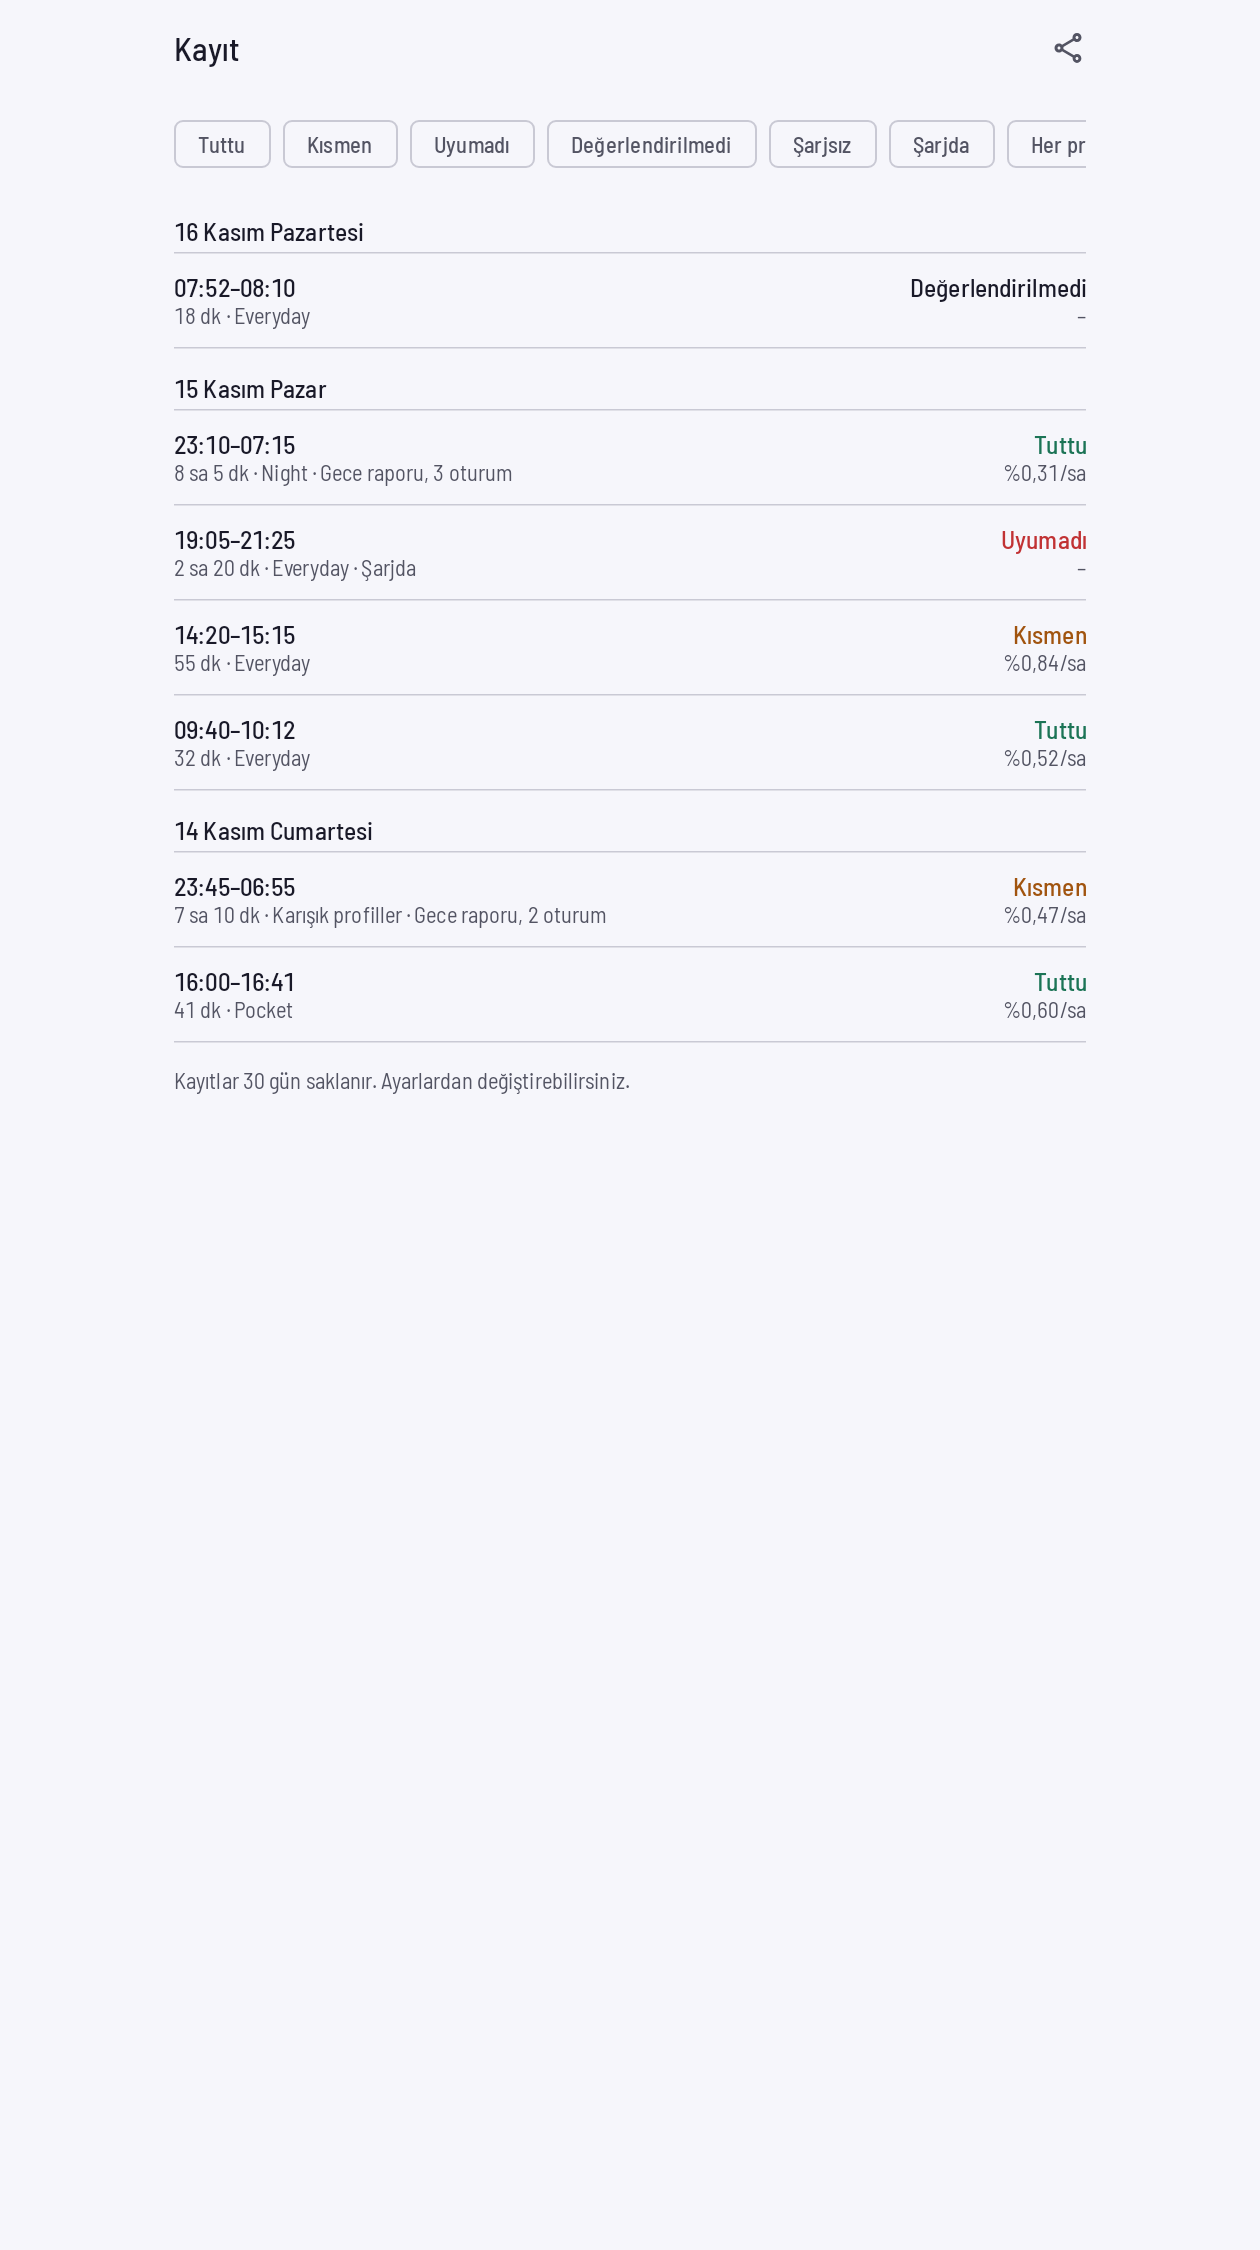 Kayıt
Tuttu
Kısmen
Uyumadı
Değerlendirilmedi
Şarjsız
Şarjda
Her pr
16 Kasım Pazartesi
07:52–08:10
Değerlendirilmedi
18 dk · Everyday
–
15 Kasım Pazar
23:10–07:15
Tuttu
8 sa 5 dk · Night · Gece raporu, 3 oturum
%0,31/sa
19:05–21:25
Uyumadı
2 sa 20 dk · Everyday · Şarjda
–
14:20–15:15
Kısmen
55 dk · Everyday
%0,84/sa
09:40–10:12
Tuttu
32 dk · Everyday
%0,52/sa
14 Kasım Cumartesi
23:45–06:55
Kısmen
7 sa 10 dk · Karışık profiller · Gece raporu, 2 oturum
%0,47/sa
16:00–16:41
Tuttu
41 dk · Pocket
%0,60/sa
Kayıtlar 30 gün saklanır. Ayarlardan değiştirebilirsiniz.